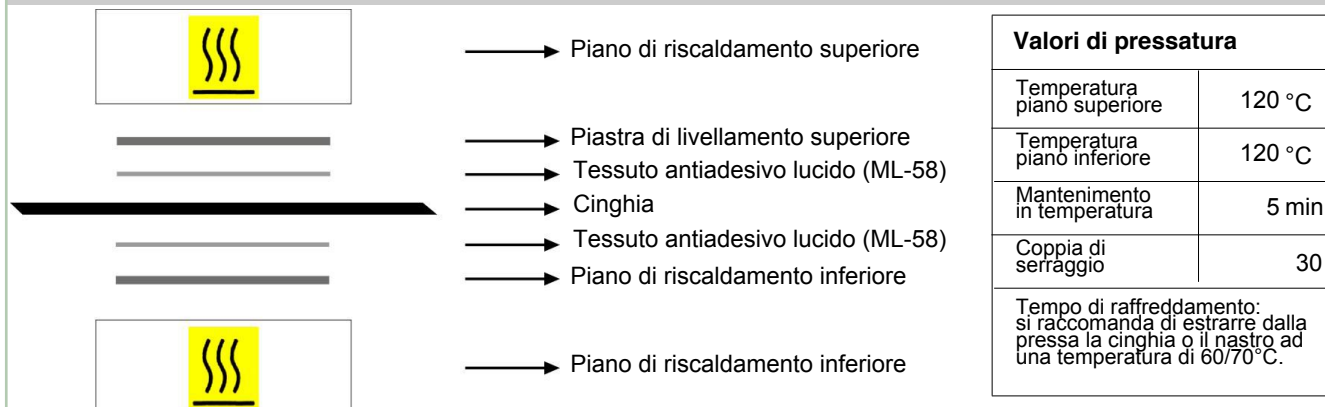 Piano di riscaldamento superiore
Piastra di livellamento superiore
Tessuto antiadesivo lucido (ML-58)
Cinghia
Tessuto antiadesivo lucido (ML-58)
Piano di riscaldamento inferiore
Piano di riscaldamento inferiore
Valori di pressatura
Temperatura
piano superiore
120 °C
Temperatura
piano inferiore
120 °C
Mantenimento
in temperatura
5 min
Coppia di
serraggio
30
Tempo di raffreddamento:
si raccomanda di estrarre dalla
pressa la cinghia o il nastro ad
una temperatura di 60/70°C.